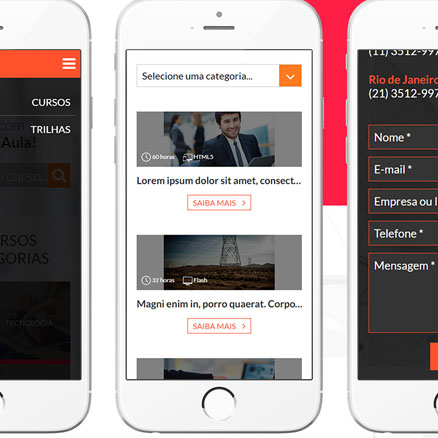 CURSOS
TRILHAS
com
Aula!
n curso...
RSOS
EGORIAS
TECNOLOGIA
Selecione uma categoria...
60 horas HTML5
Lorem ipsum dolor sit amet, consect...
SAIBA MAIS >
32 horas Flash
Magni enim in, porro quaerat. Corpo...
SAIBA MAIS >
(11) 3512-997
Rio de Janeiro
(21) 3512-997
Nome *
E-mail *
Empresa ou I
Telefone *
Mensagem *